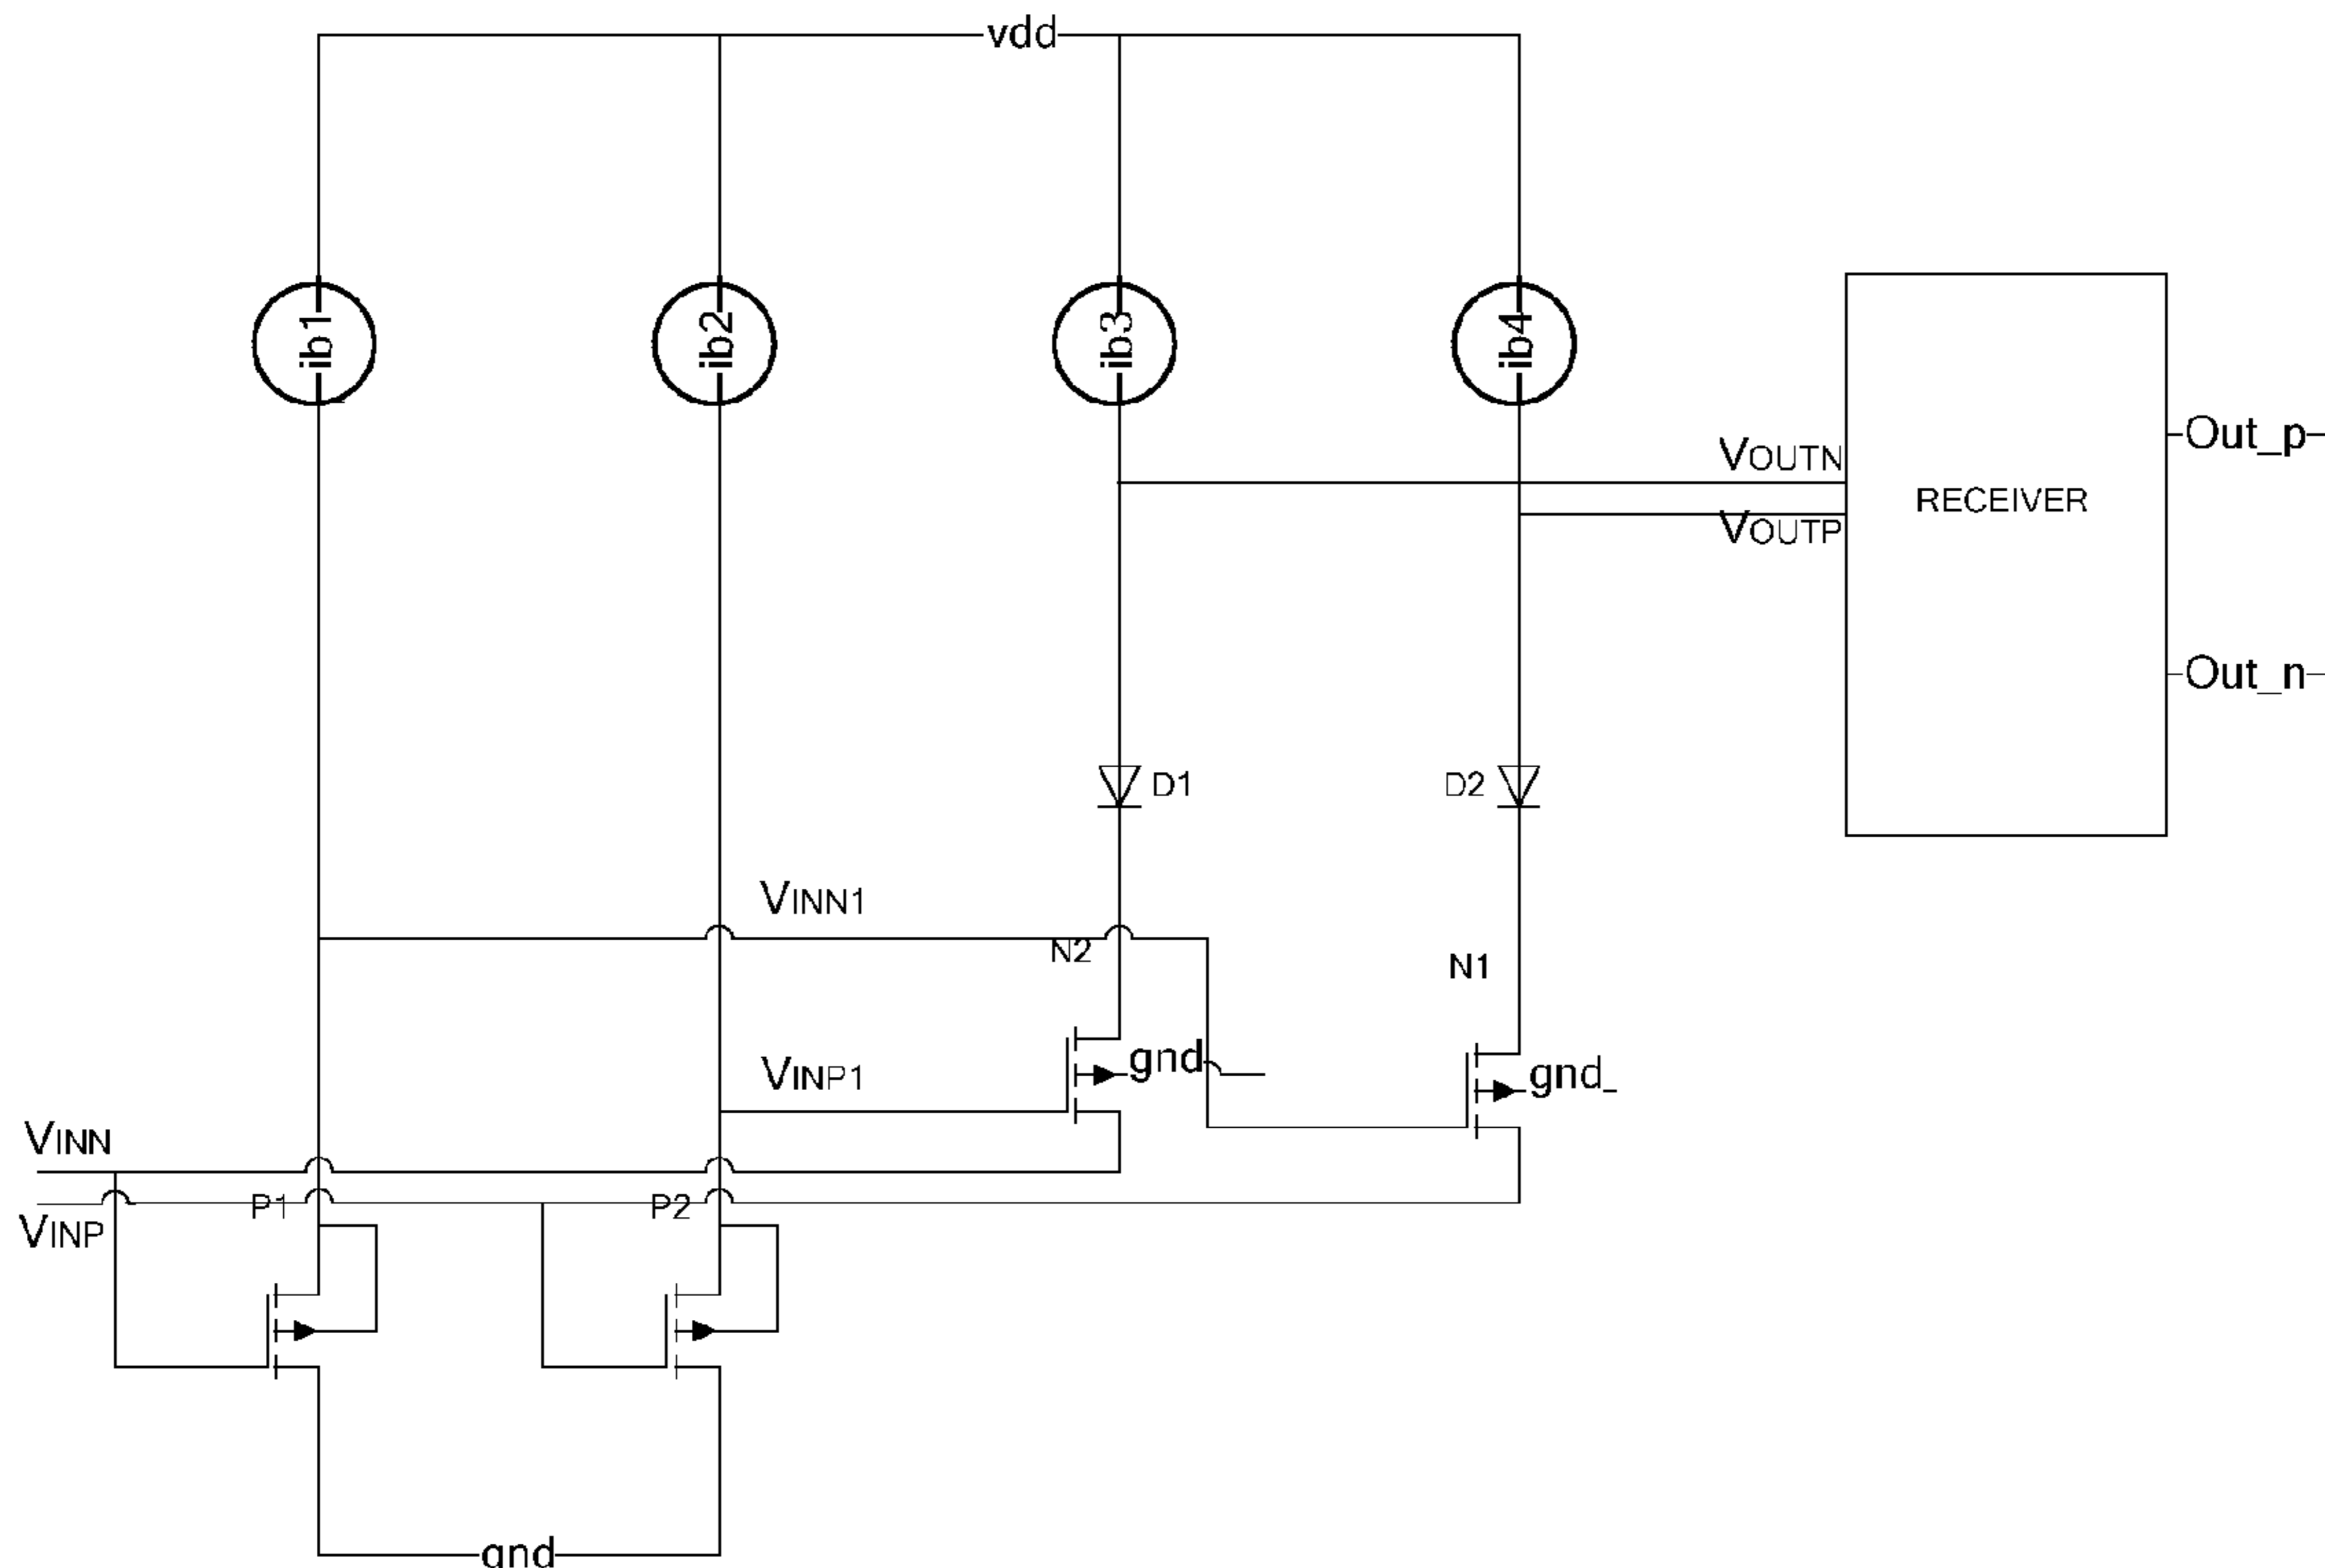 vdd
ib1
ib2
ib3
ib4
VOUTN
VOUTP
RECEIVER
Out_p
Out_n
D1
D2
VINN1
N2
N1
VINP1
gnd
gnd
VINN
VINP
P1
P2
gnd